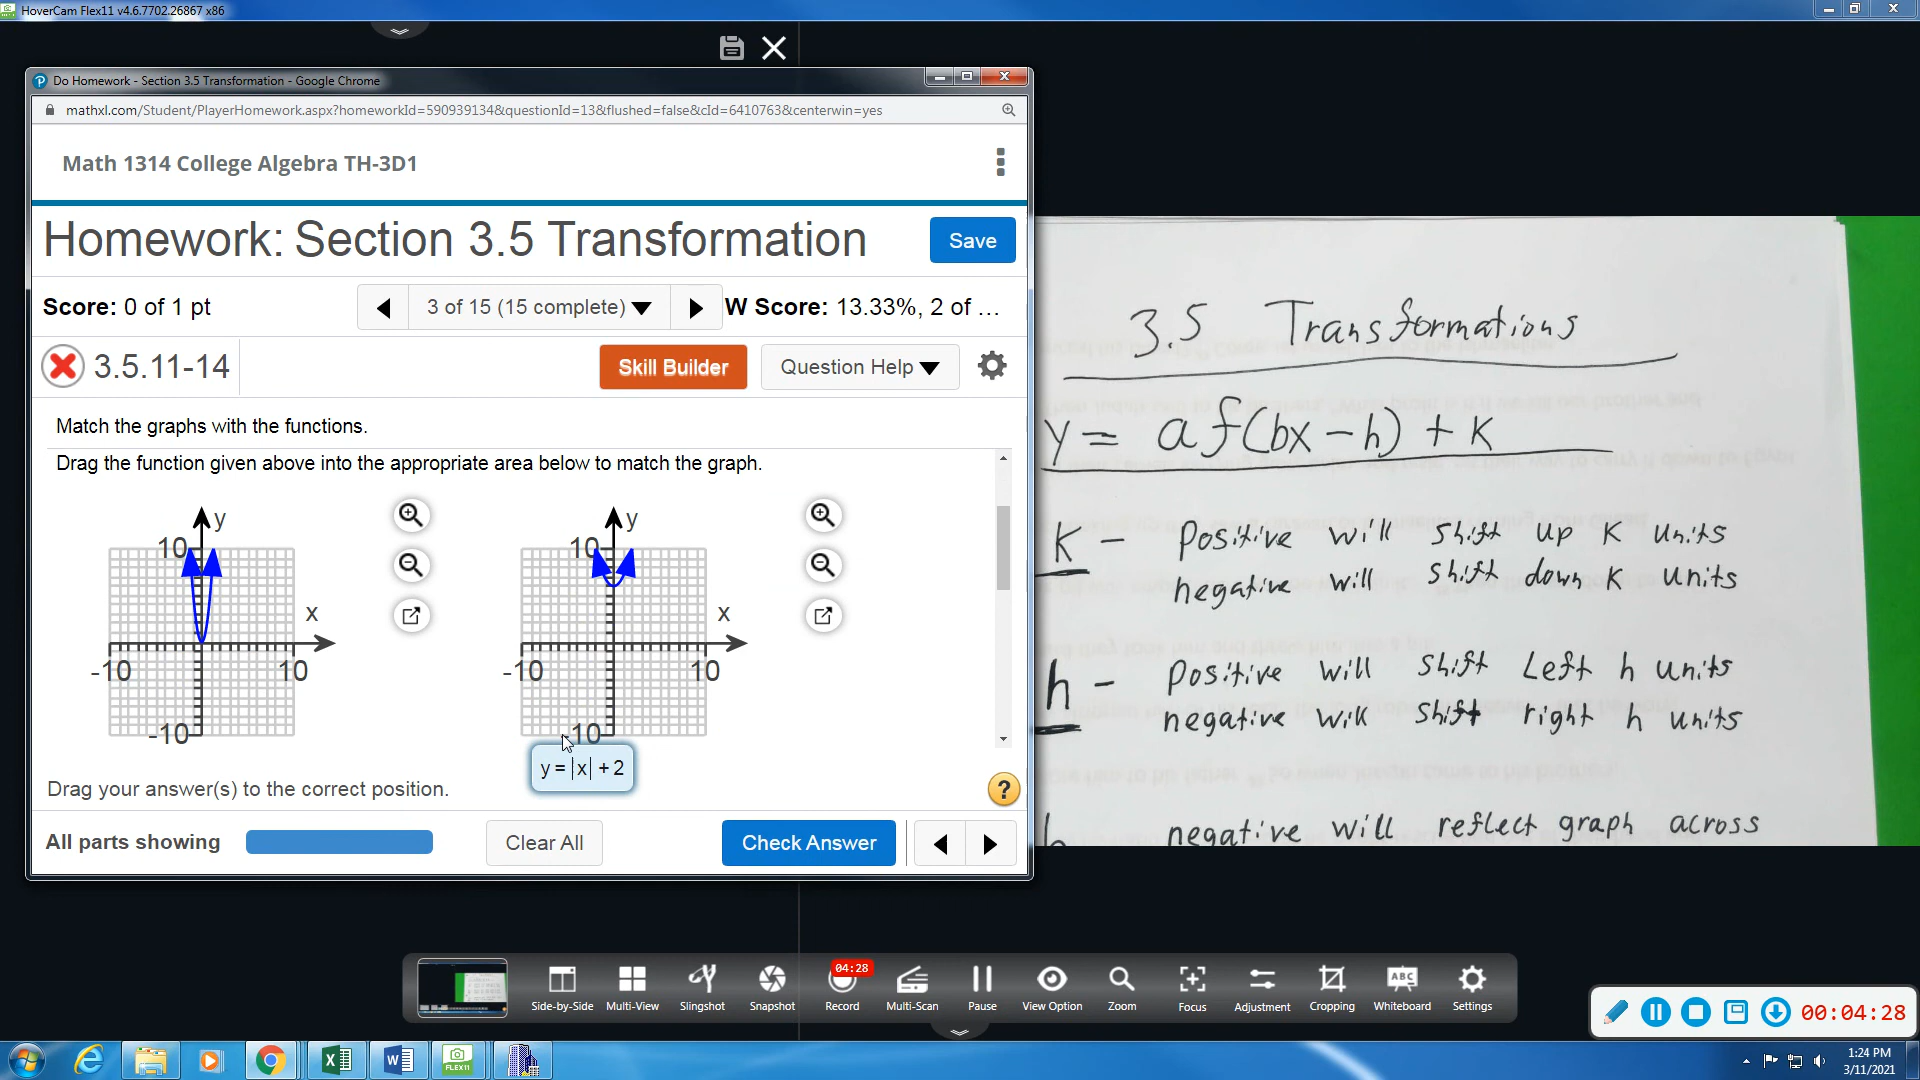 HoverCam Flex11 v4.6.7702.26867 x86
Do Homework - Section 3.5 Transformation - Google Chrome
mathxl.com/Student/PlayerHomework.aspx?homeworkId=590939134&questionId=13&flushed=false&cId=6410763&centerwin=yes
Math 1314 College Algebra TH-3D1
Homework: Section 3.5 Transformation
Save
Score: 0 of 1 pt
3 of 15 (15 complete)
W Score: 13.33%, 2 of ...
3.5.11-14
Skill Builder
Question Help
Match the graphs with the functions.
Drag the function given above into the appropriate area below to match the graph.
y
10
x
-10
10
-10
y
10
x
-10
10
-10
y = |x| + 2
Drag your answer(s) to the correct position.
?
All parts showing
Clear All
Check Answer
3.5 Transformations
y = af(bx - h) + K
K - Positive will shift up K units
negative will shift down K units
h - Positive will shift Left h units
negative will shift right h units
negative will reflect graph across
Side-by-Side
Multi-View
Slingshot
Snapshot
04:28
Record
Multi-Scan
Pause
View Option
Zoom
Focus
Adjustment
Cropping
ABC
Whiteboard
Settings
00:04:28
FLEX11
1:24 PM
3/11/2021